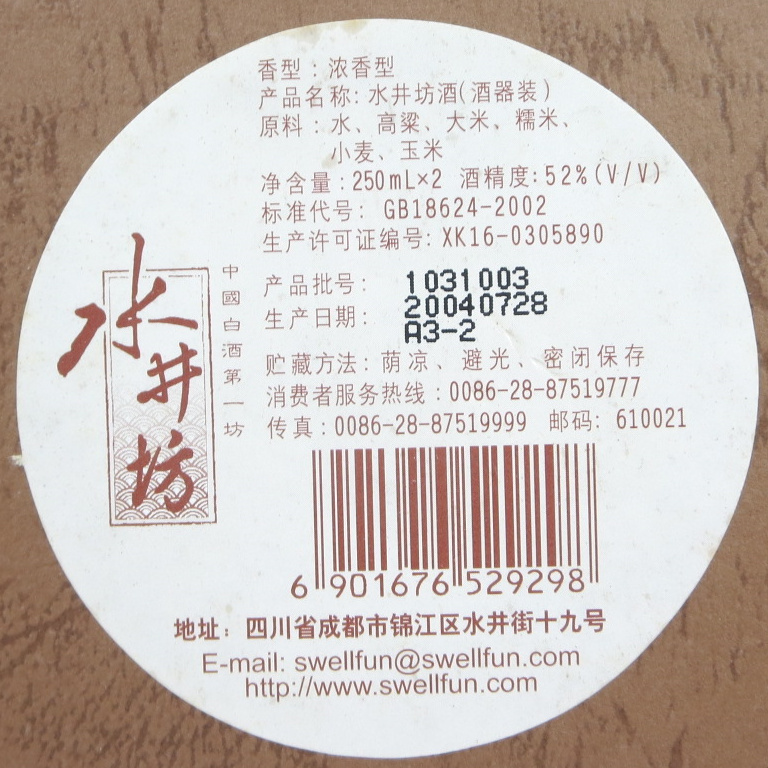 香型：浓香型
产品名称: 水井坊酒(酒器装)
原料：水、高粱、大米、糯米、
小麦、玉米
净含量:250mL×2 酒精度:52%(V/V)
标准代号: GB18624-2002
生产许可证编号: XK16-0305890
产品批号: 1031003
生产日期: 20040728
A3-2
贮藏方法: 荫凉、避光、密闭保存
消费者服务热线:0086-28-87519777
传真:0086-28-87519999 邮码: 610021
水井坊
中國白酒第一坊
6 901676 529298
地址: 四川省成都市锦江区水井街十九号
E-mail: swellfun@swellfun.com
http://www.swellfun.com